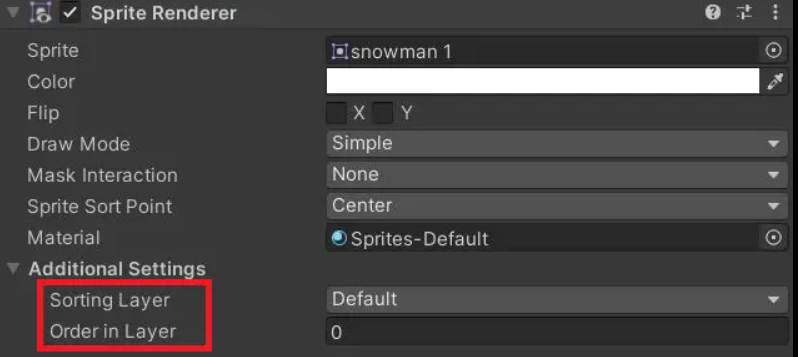 Sprite Renderer
Sprite snowman 1
Color
Flip X Y
Draw Mode Simple
Mask Interaction None
Sprite Sort Point Center
Material Sprites-Default
Additional Settings
Sorting Layer Default
Order in Layer 0